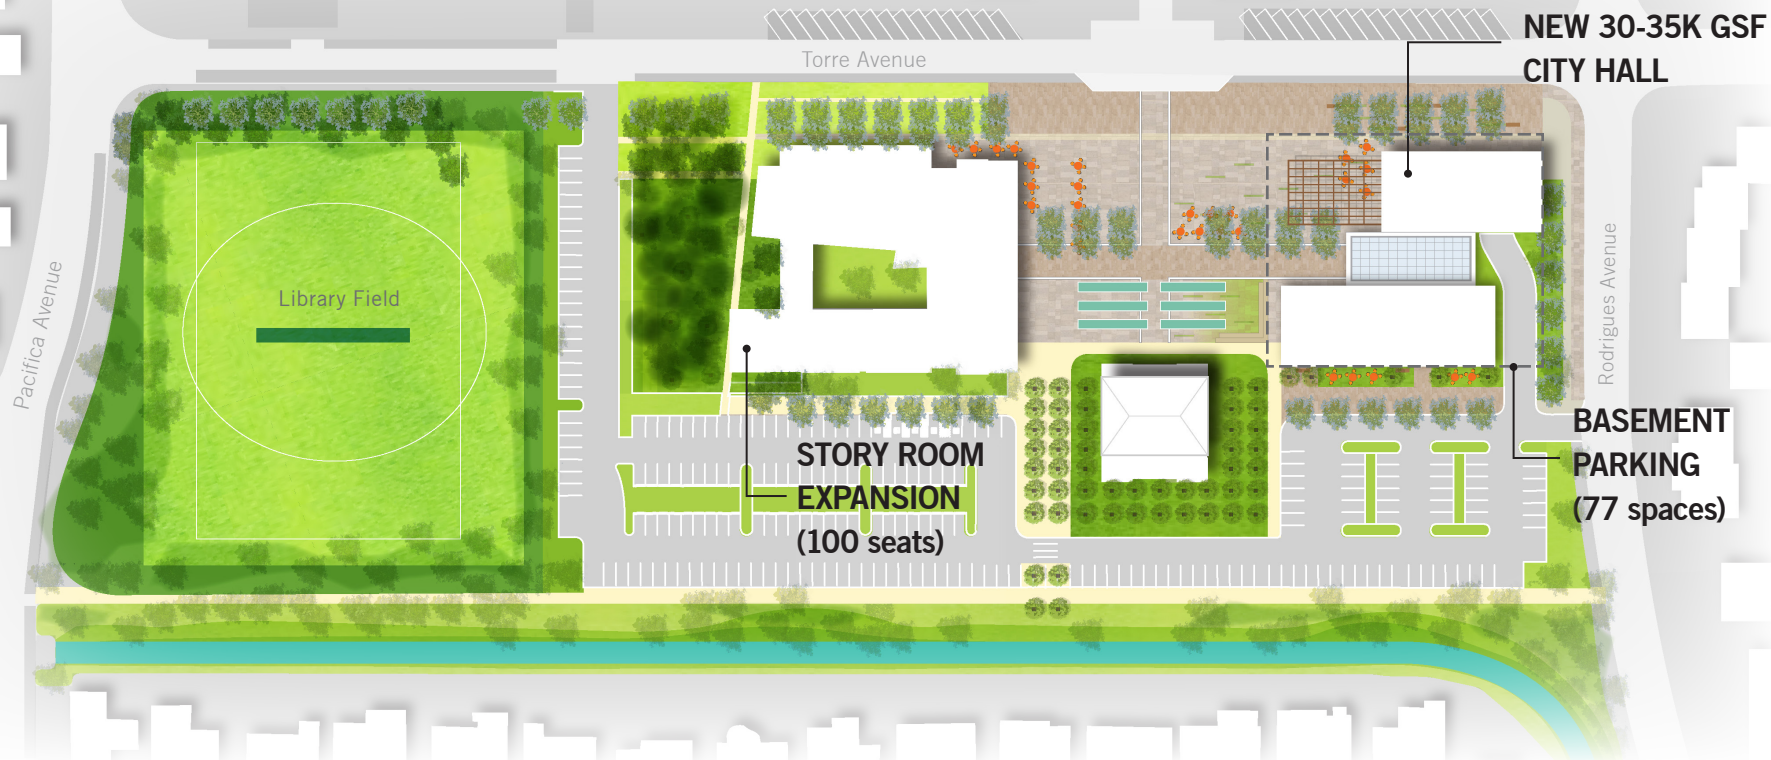 NEW 30-35K GSF
CITY HALL
Torre Avenue
Library Field
Pacifica Avenue
Rodrigues Avenue
STORY ROOM
EXPANSION
(100 seats)
BASEMENT
PARKING
(77 spaces)